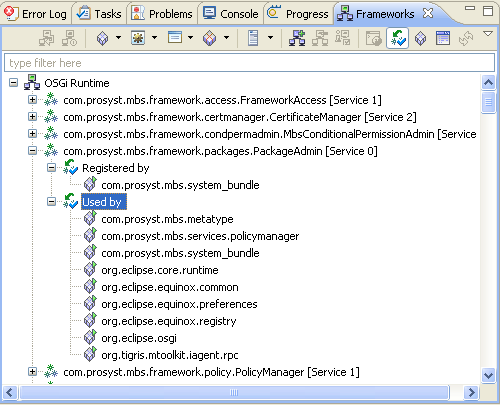 Error Log Tasks Problems Console Progress Frameworks
type filter here
OSGi Runtime
com.prosyst.mbs.framework.access.FrameworkAccess [Service 1]
com.prosyst.mbs.framework.certmanager.CertificateManager [Service 2]
com.prosyst.mbs.framework.condpermadmin.MbsConditionalPermissionAdmin [Service
com.prosyst.mbs.framework.packages.PackageAdmin [Service 0]
Registered by
com.prosyst.mbs.system_bundle
Used by
com.prosyst.mbs.metatype
com.prosyst.mbs.services.policymanager
com.prosyst.mbs.system_bundle
org.eclipse.core.runtime
org.eclipse.equinox.common
org.eclipse.equinox.preferences
org.eclipse.equinox.registry
org.eclipse.osgi
org.tigris.mtoolkit.iagent.rpc
com.prosyst.mbs.framework.policy.PolicyManager [Service 1]